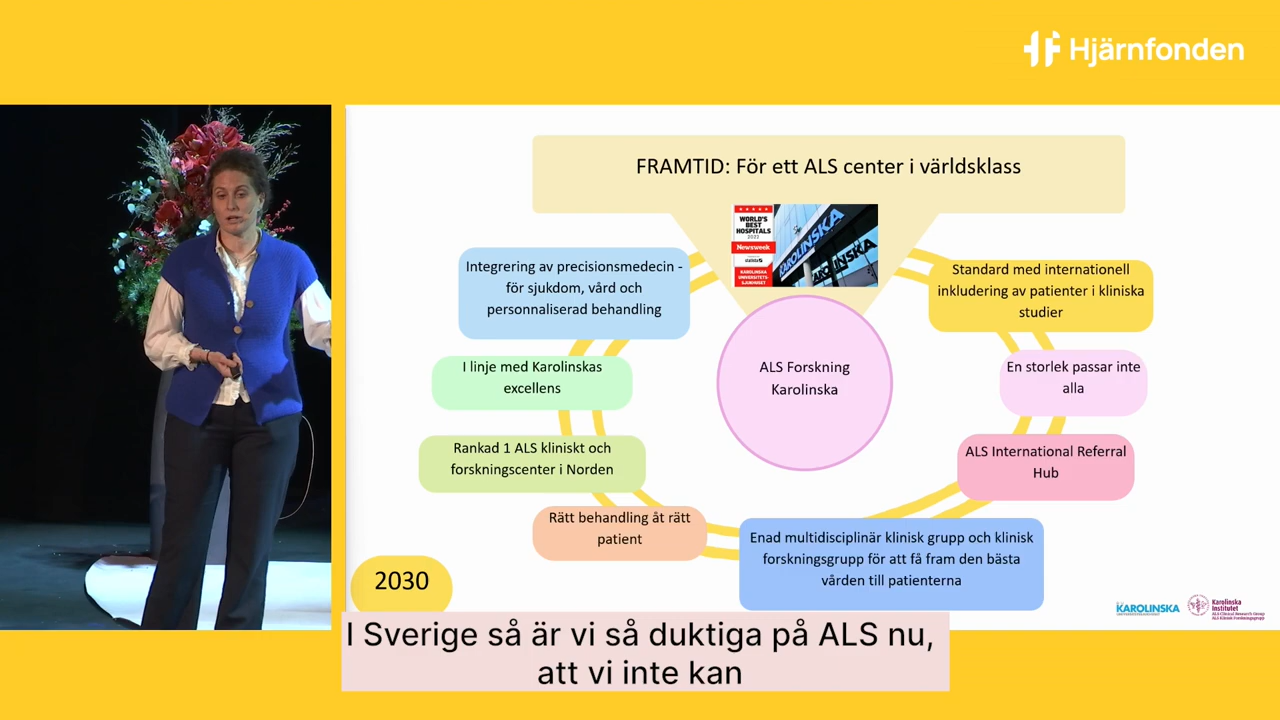 Hjärnfonden
FRAMTID: För ett ALS center i världsklass
WORLD'S
BEST
HOSPITALS
2022
Newsweek
KAROLINSKA
UNIVERSITETS-
SJUKHUSET
KAROLINSKA
KAROLINSKA
Integrering av precisionsmedecin -
för sjukdom, vård och
personnaliserad behandling
Standard med internationell
inkludering av patienter i kliniska
studier
I linje med Karolinskas
excellens
ALS Forskning
Karolinska
En storlek passar inte
alla
Rankad 1 ALS kliniskt och
forskningscenter i Norden
ALS International Referral
Hub
Rätt behandling åt rätt
patient
Enad multidisciplinär klinisk grupp och klinisk
forskningsgrupp för att få fram den bästa
vården till patienterna
2030
KAROLINSKA
Karolinska
Institutet
I Sverige så är vi så duktiga på ALS nu,
att vi inte kan